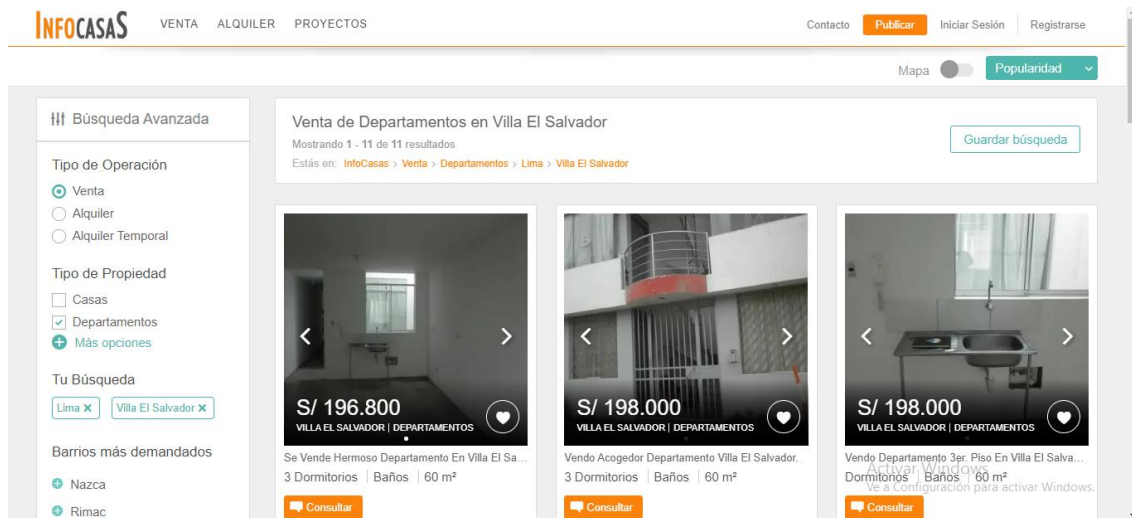 INFOCASAS VENTA ALQUILER PROYECTOS Contacto Publicar Iniciar Sesión Registrarse
Mapa Popularidad
Búsqueda Avanzada
Tipo de Operación
Venta
Alquiler
Alquiler Temporal
Tipo de Propiedad
Casas
Departamentos
Más opciones
Tu Búsqueda
Lima X Villa El Salvador X
Barrios más demandados
Nazca
Rimac
Venta de Departamentos en Villa El Salvador
Mostrando 1 - 11 de 11 resultados
Estás en: InfoCasas > Venta > Departamentos > Lima > Villa El Salvador
Guardar búsqueda
S/ 196.800
VILLA EL SALVADOR | DEPARTAMENTOS
Se Vende Hermoso Departamento En Villa El Sa...
3 Dormitorios | Baños | 60 m²
Consultar
S/ 198.000
VILLA EL SALVADOR | DEPARTAMENTOS
Vendo Acogedor Departamento Villa El Salvador.
3 Dormitorios | Baños | 60 m²
Consultar
S/ 198.000
VILLA EL SALVADOR | DEPARTAMENTOS
Vendo Departamento 3er. Piso En Villa El Salva...
Dormitorios | Baños | 60 m²
Consultar
Activar Windows
Ve a Configuración para activar Windows.